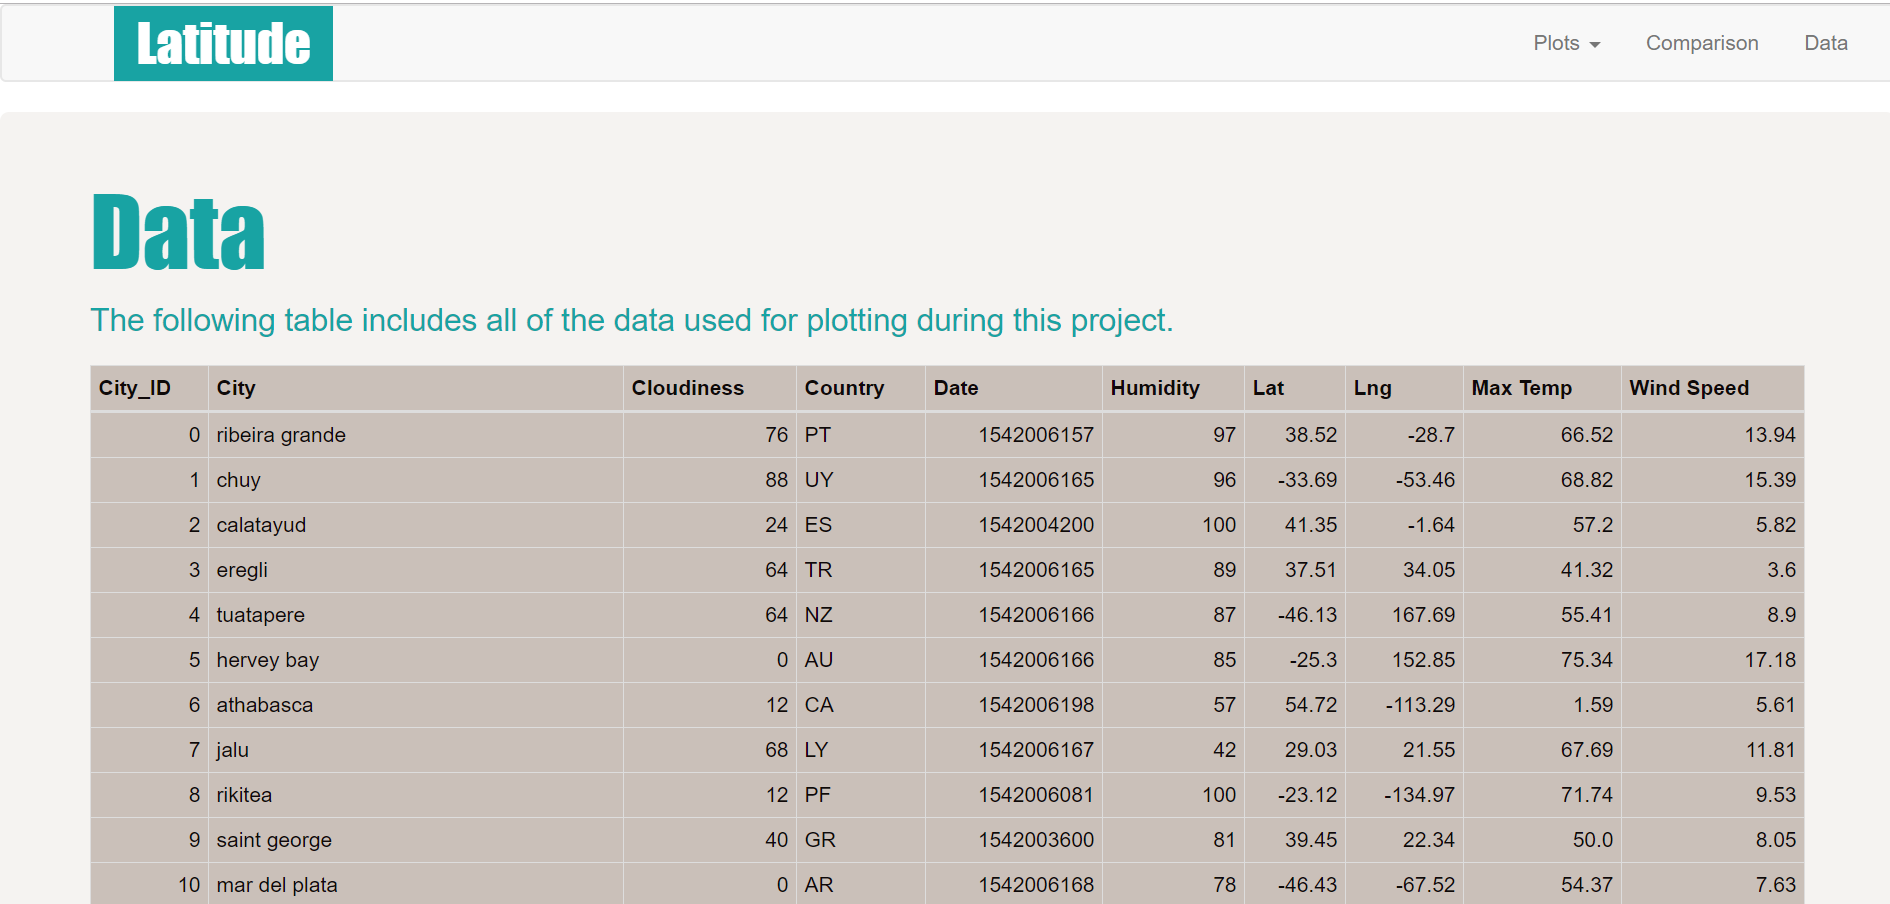 Latitude Plots Comparison Data
Data
The following table includes all of the data used for plotting during this project.
City_ID City Cloudiness Country Date Humidity Lat Lng Max Temp Wind Speed
0 ribeira grande 76 PT 1542006157 97 38.52 -28.7 66.52 13.94
1 chuy 88 UY 1542006165 96 -33.69 -53.46 68.82 15.39
2 calatayud 24 ES 1542004200 100 41.35 -1.64 57.2 5.82
3 eregli 64 TR 1542006165 89 37.51 34.05 41.32 3.6
4 tuatapere 64 NZ 1542006166 87 -46.13 167.69 55.41 8.9
5 hervey bay 0 AU 1542006166 85 -25.3 152.85 75.34 17.18
6 athabasca 12 CA 1542006198 57 54.72 -113.29 1.59 5.61
7 jalu 68 LY 1542006167 42 29.03 21.55 67.69 11.81
8 rikitea 12 PF 1542006081 100 -23.12 -134.97 71.74 9.53
9 saint george 40 GR 1542003600 81 39.45 22.34 50.0 8.05
10 mar del plata 0 AR 1542006168 78 -46.43 -67.52 54.37 7.63